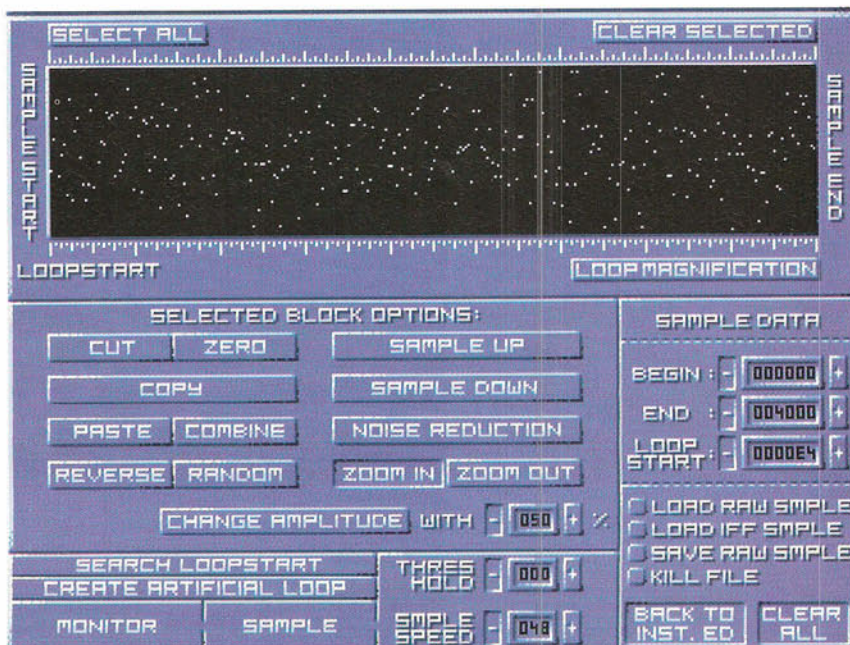 SELECT ALL CLEAR SELECTED
SAMPLE START
SAMPLE END
LOOPSTART LOOP MAGNIFICATION
SELECTED BLOCK OPTIONS:
CUT ZERO SAMPLE UP
COPY SAMPLE DOWN
PASTE COMBINE NOISE REDUCTION
REVERSE RANDOM ZOOM IN ZOOM OUT
CHANGE AMPLITUDE WITH - 050 + %
SAMPLE DATA
BEGIN : - 000000 +
END : - 004000 +
LOOP
START: - 0000E4 +
LOAD RAW SMPLE
LOAD IFF SMPLE
SAVE RAW SMPLE
KILL FILE
SEARCH LOOPSTART
CREATE ARTIFICIAL LOOP
MONITOR SAMPLE
THRES
HOLD - 000 +
SMPLE
SPEED - 048 +
BACK TO
INST. ED
CLEAR
ALL